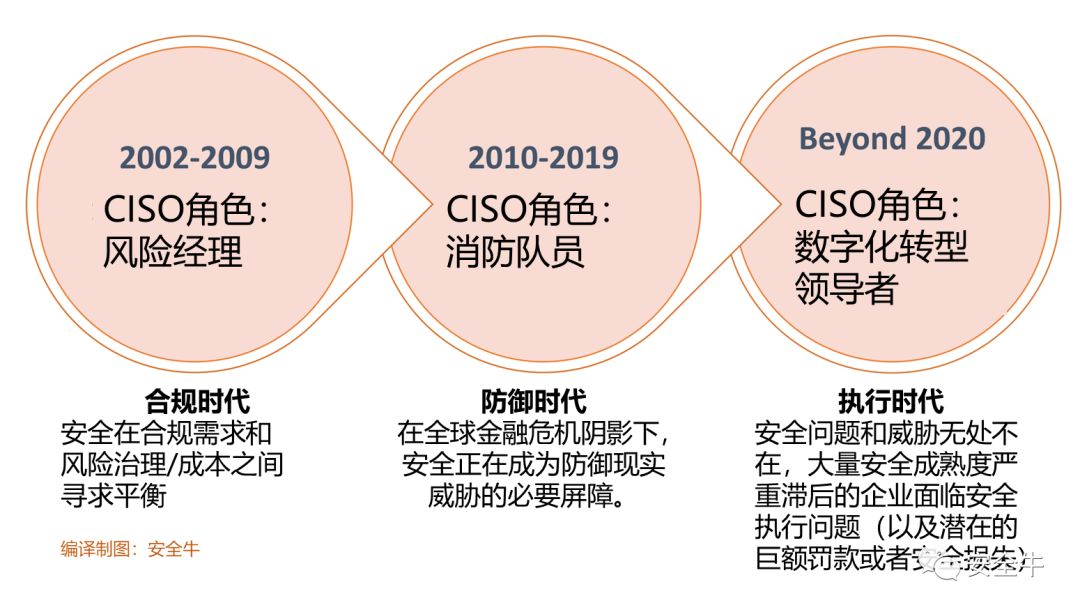 2002-2009
CISO角色：
风险经理
2010-2019
CISO角色：
消防队员
Beyond 2020
CISO角色：
数字化转型
领导者
合规时代
安全在合规需求和
风险治理/成本之间
寻求平衡
防御时代
在全球金融危机阴影下，
安全正在成为防御现实
威胁的必要屏障。
执行时代
安全问题和威胁无处不
在，大量安全成熟度严
重滞后的企业面临安全
执行问题（以及潜在的
巨额罚款或者安全损失）
编译制图：安全牛
安全牛